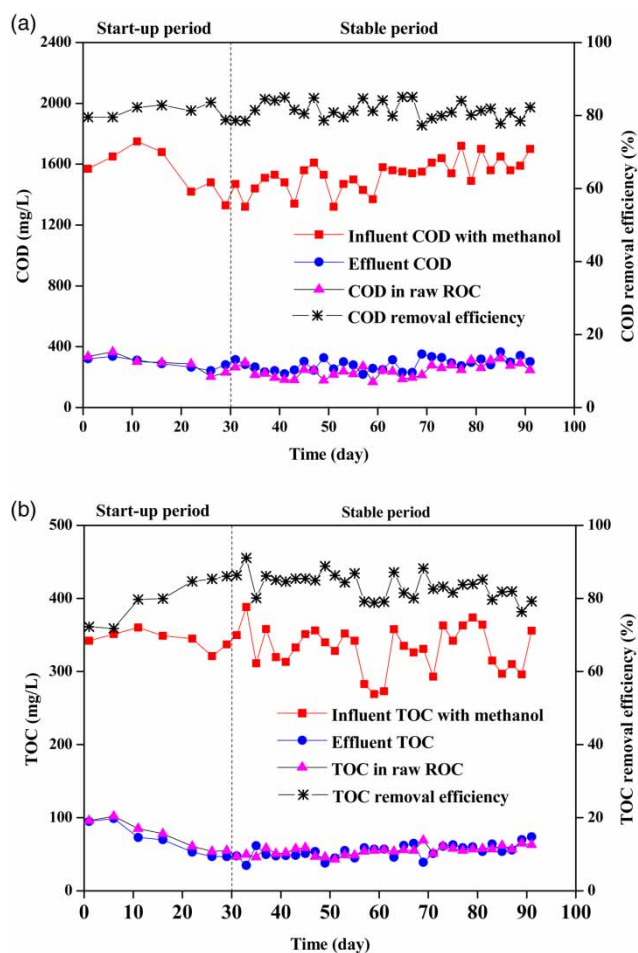 (a)
Start-up period Stable period
2400 100
2000 80
1600 60
1200
Influent COD with methanol
Effluent COD
40
800
COD in raw ROC
COD removal efficiency
400 20
0 0
0 10 20 30 40 50 60 70 80 90 100
Time (day)
COD (mg/L)
COD removal efficiency (%)
(b)
Start-up period Stable period
500 100
400 80
300 60
Influent TOC with methanol
Effluent TOC
200 40
TOC in raw ROC
TOC removal efficiency
100 20
0 0
0 10 20 30 40 50 60 70 80 90 100
Time (day)
TOC (mg/L)
TOC removal efficiency (%)